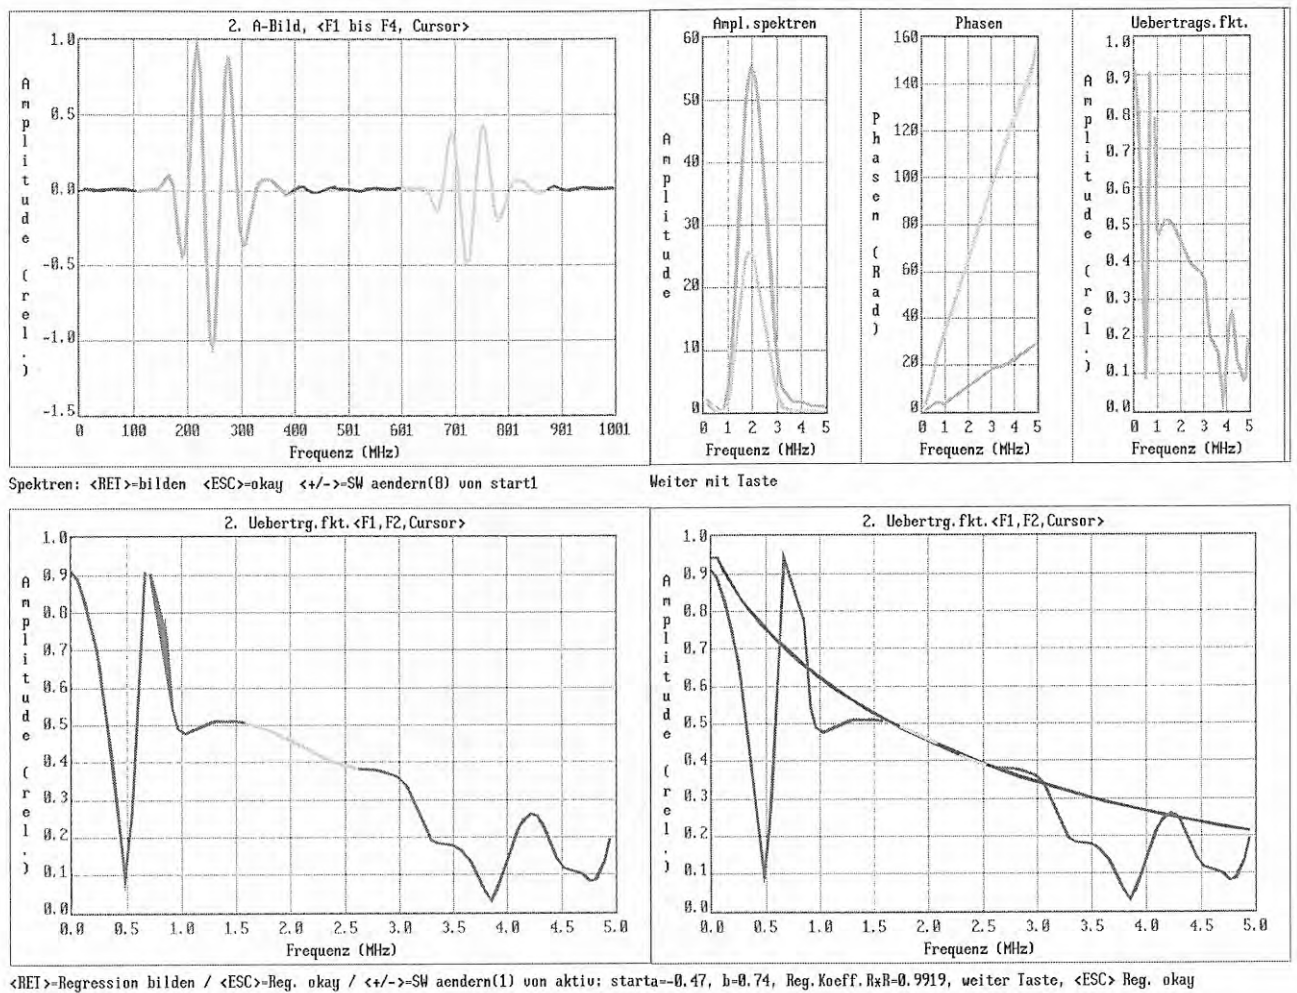 2. A-Bild, <F1 bis F4, Cursor>
Amplitude (rel.)
1.0
0.5
0.0
-0.5
-1.0
-1.5
0 100 200 300 401 501 601 701 801 901 1001
Frequenz (MHz)
Ampl.spektren
Amplitude
60
50
40
30
20
10
0
0 1 2 3 4 5
Frequenz (MHz)
Phasen
Phasen (Rad)
160
140
120
100
80
60
40
20
0
0 1 2 3 4 5
Frequenz (MHz)
Uebertrags.fkt.
Amplitude (rel.)
1.0
0.9
0.8
0.7
0.6
0.5
0.4
0.3
0.2
0.1
0.0
0 1 2 3 4 5
Frequenz (MHz)
Spektren: <RET>=bilden <ESC>=okay <+/->=SW aendern(8) von start1
Weiter mit Taste
2. Uebertrg.fkt.<F1,F2,Cursor>
Amplitude (rel.)
1.0
0.9
0.8
0.7
0.6
0.5
0.4
0.3
0.2
0.1
0.0
0.0 0.5 1.0 1.5 2.0 2.5 3.0 3.5 4.0 4.5 5.0
Frequenz (MHz)
2. Uebertrg.fkt.<F1,F2,Cursor>
Amplitude (rel.)
1.0
0.9
0.8
0.7
0.6
0.5
0.4
0.3
0.2
0.1
0.0
0.0 0.5 1.0 1.5 2.0 2.5 3.0 3.5 4.0 4.5 5.0
Frequenz (MHz)
<RET>=Regression bilden / <ESC>=Reg. okay / <+/->=SW aendern(1) von aktiv: starta=-0.47, b=0.74, Reg.Koeff.R*R=0.9919, weiter Taste, <ESC> Reg. okay